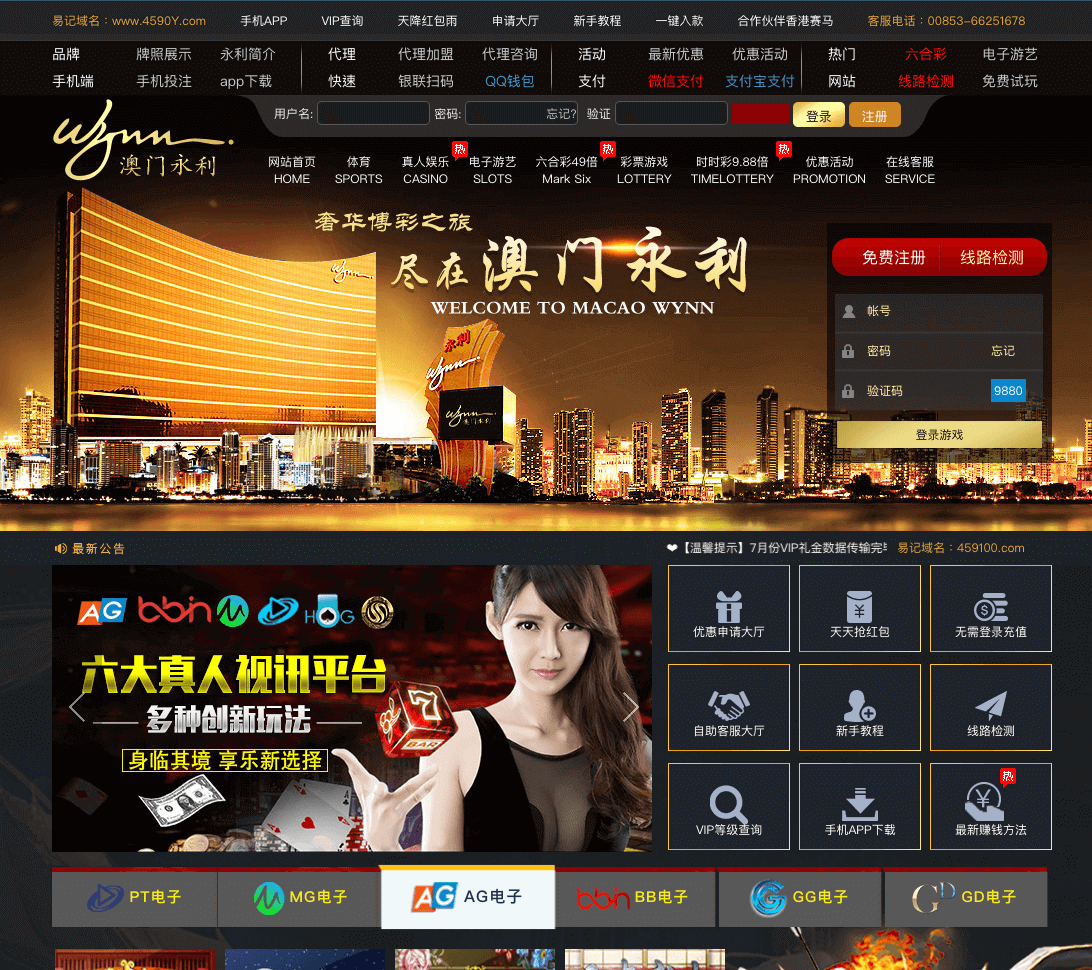 易记域名：www.4590Y.com 手机APP VIP查询 天降红包雨 申请大厅 新手教程 一键入款 合作伙伴香港赛马 客服电话：00853-66251678
品牌 牌照展示 永利简介 代理 代理加盟 代理咨询 活动 最新优惠 优惠活动 热门 六合彩 电子游艺
手机端 手机投注 app下载 快速 银联扫码 QQ钱包 支付 微信支付 支付宝支付 网站 线路检测 免费试玩
用户名: 密码: 忘记? 验证 登录 注册
Wynn
澳门永利
热 热 热
网站首页 体育 真人娱乐 电子游艺 六合彩49倍 彩票游戏 时时彩9.88倍 优惠活动 在线客服
HOME SPORTS CASINO SLOTS Mark Six LOTTERY TIMELOTTERY PROMOTION SERVICE
奢华博彩之旅
尽在澳门永利
WELCOME TO MACAO WYNN
wynn
永利
wynn
wynn
澳门永利
免费注册 线路检测
帐号
密码 忘记
验证码 9880
登录游戏
最新公告 ❤【温馨提示】7月份VIP礼金数据传输完毕 易记域名：459100.com
AG bbin M HOG S
六大真人视讯平台
多种创新玩法
身临其境 享乐新选择
7
BAR
优惠申请大厅 天天抢红包 无需登录充值
自助客服大厅 新手教程 线路检测
热
VIP等级查询 手机APP下载 最新赚钱方法
PT电子 MG电子 AG AG电子 bbin BB电子 GG电子 GD GD电子